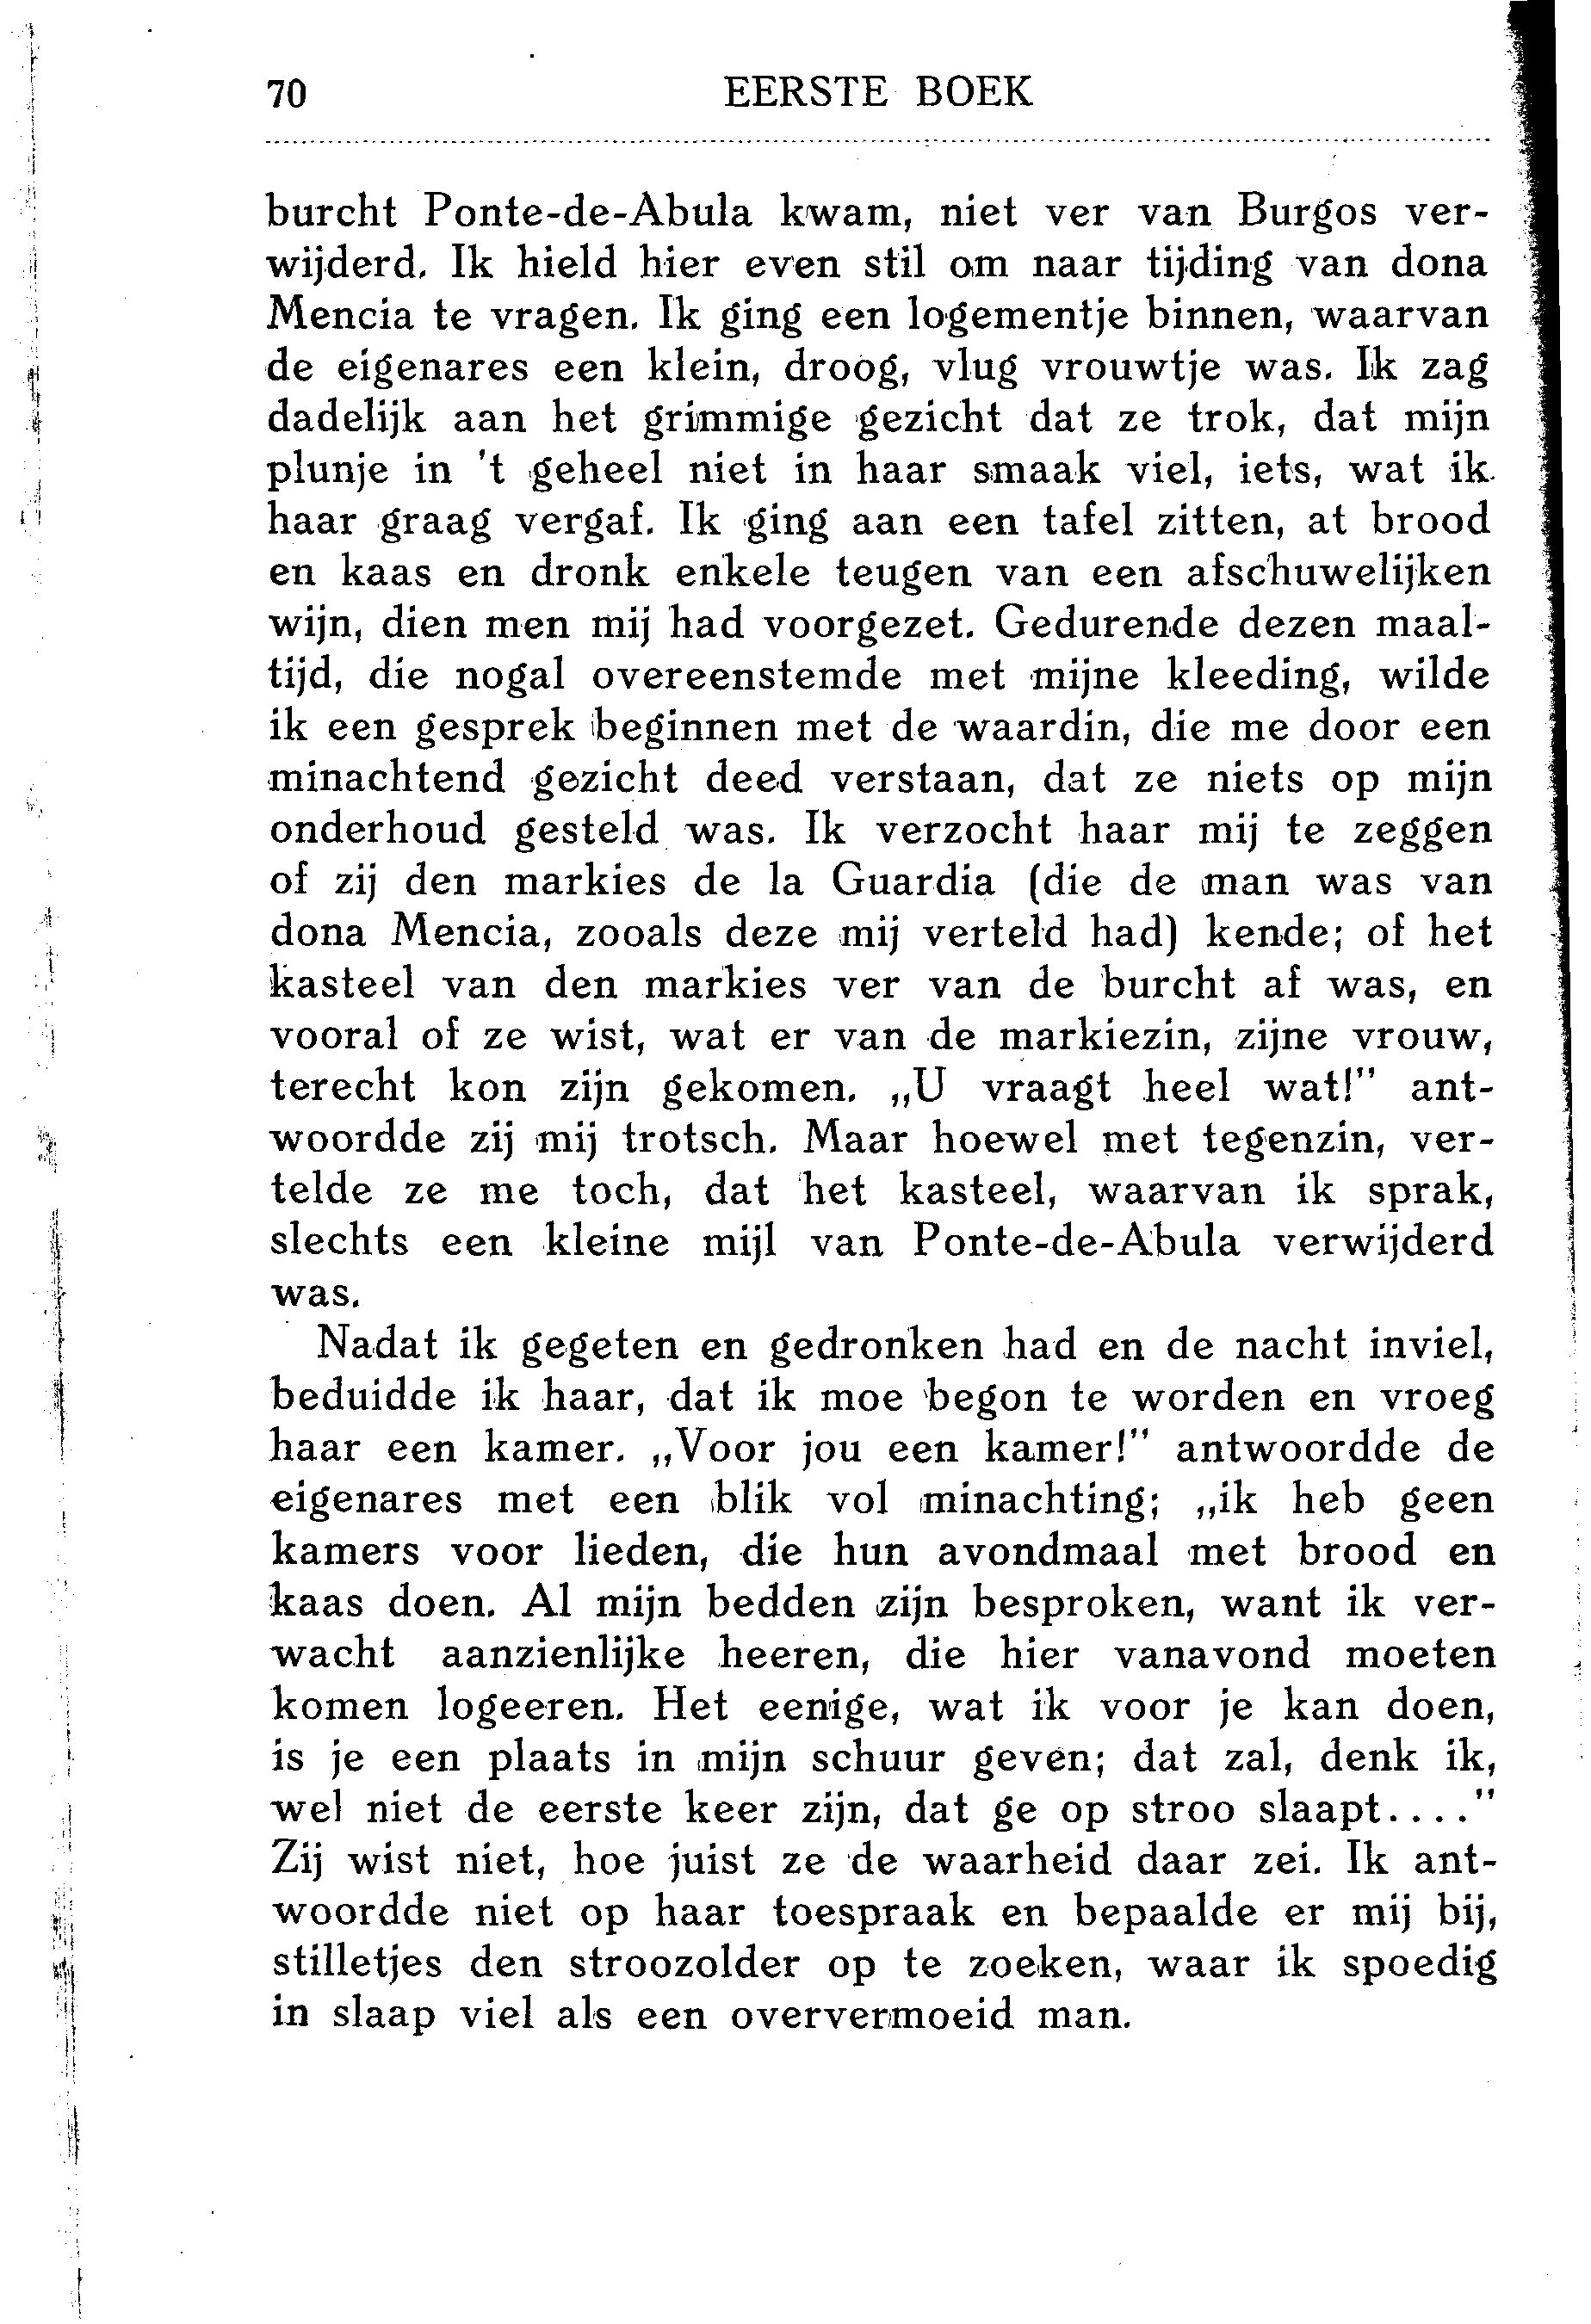 70 EERSTE BOEK
burcht Ponte-de-Abula kwam, niet ver van Burgos ver-
wijderd. Ik hield hier even stil om naar tijding van dona
Mencia te vragen. Ik ging een logementje binnen, waarvan
de eigenares een klein, droog, vlug vrouwtje was. Ik zag
dadelijk aan het grimmige gezicht dat ze trok, dat mijn
plunje in 't geheel niet in haar smaak viel, iets, wat ik
haar graag vergaf. Ik ging aan een tafel zitten, at brood
en kaas en dronk enkele teugen van een afschuwelijken
wijn, dien men mij had voorgezet. Gedurende dezen maal-
tijd, die nogal overeenstemde met mijne kleeding, wilde
ik een gesprek beginnen met de waardin, die me door een
minachtend gezicht deed verstaan, dat ze niets op mijn
onderhoud gesteld was. Ik verzocht haar mij te zeggen
of zij den markies de la Guardia (die de man was van
dona Mencia, zooals deze mij verteld had) kende; of het
kasteel van den markies ver van de burcht af was, en
vooral of ze wist, wat er van de markiezin, zijne vrouw,
terecht kon zijn gekomen. „U vraagt heel wat!” ant-
woordde zij mij trotsch. Maar hoewel met tegenzin, ver-
telde ze me toch, dat het kasteel, waarvan ik sprak,
slechts een kleine mijl van Ponte-de-Abula verwijderd
was.
Nadat ik gegeten en gedronken had en de nacht inviel,
beduidde ik haar, dat ik moe begon te worden en vroeg
haar een kamer. „Voor jou een kamer!” antwoordde de
eigenares met een blik vol minachting; „ik heb geen
kamers voor lieden, die hun avondmaal met brood en
kaas doen. Al mijn bedden zijn besproken, want ik ver-
wacht aanzienlijke heeren, die hier vanavond moeten
komen logeeren. Het eenige, wat ik voor je kan doen,
is je een plaats in mijn schuur geven; dat zal, denk ik,
wel niet de eerste keer zijn, dat ge op stroo slaapt....”
Zij wist niet, hoe juist ze de waarheid daar zei. Ik ant-
woordde niet op haar toespraak en bepaalde er mij bij,
stilletjes den stroozolder op te zoeken, waar ik spoedig
in slaap viel als een oververmoeid man.